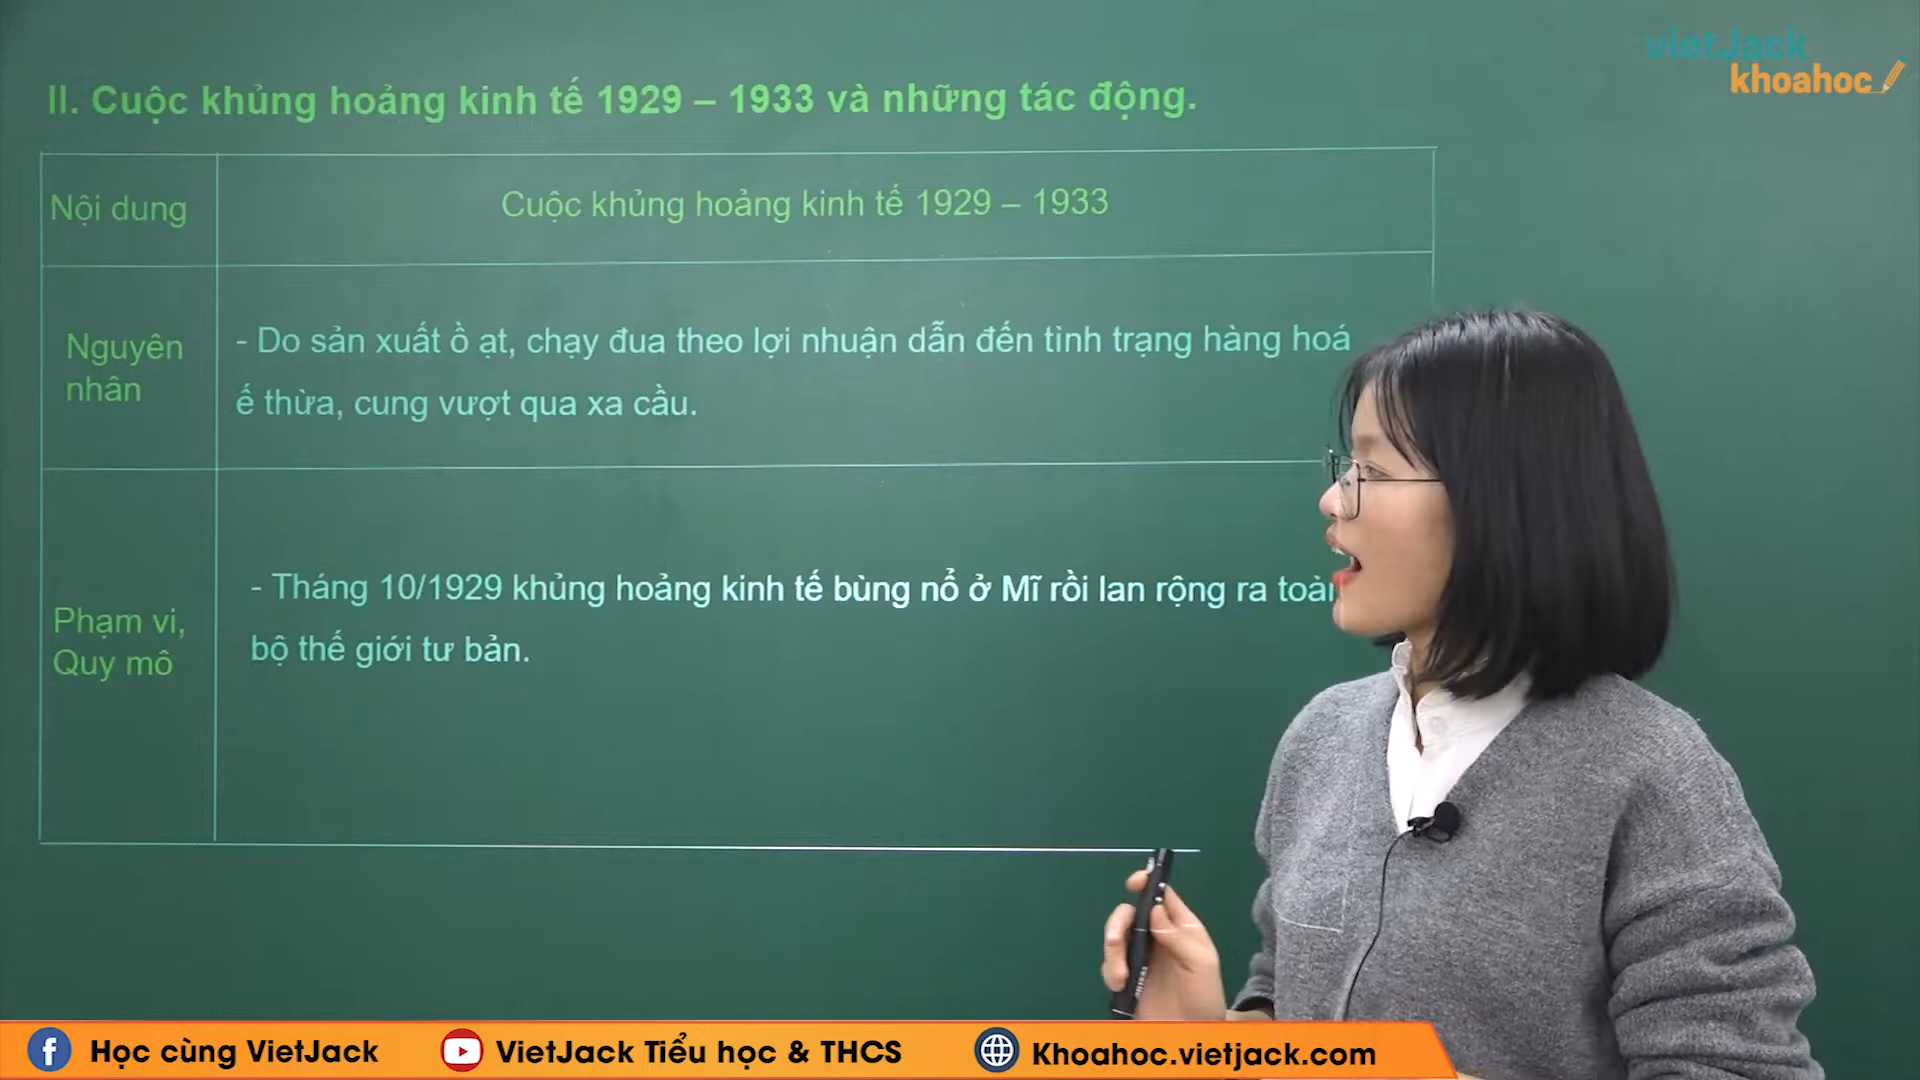 vietJack
khoahoc
II. Cuộc khủng hoảng kinh tế 1929 – 1933 và những tác động.
Nội dung
Cuộc khủng hoảng kinh tế 1929 – 1933
Nguyên
nhân
- Do sản xuất ồ ạt, chạy đua theo lợi nhuận dẫn đến tình trạng hàng hoá
ế thừa, cung vượt qua xa cầu.
Phạm vi,
Quy mô
- Tháng 10/1929 khủng hoảng kinh tế bùng nổ ở Mĩ rồi lan rộng ra toàn
bộ thế giới tư bản.
Học cùng VietJack
VietJack Tiểu học & THCS
Khoahoc.vietjack.com